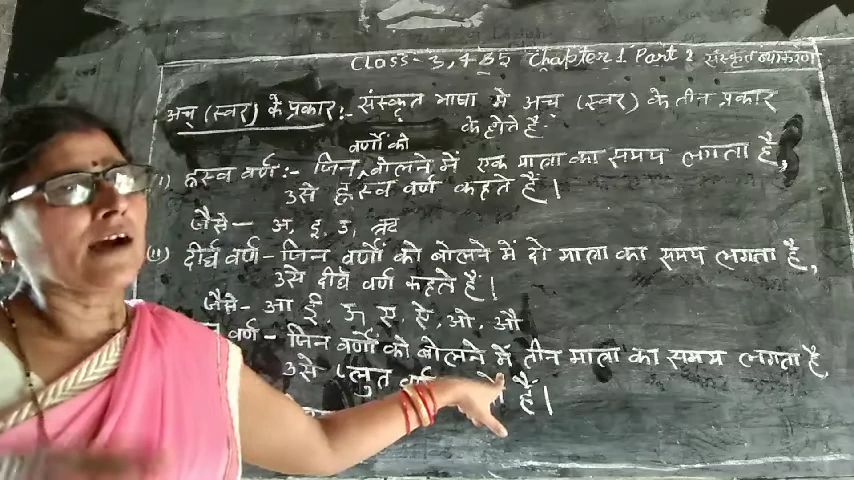 Class - 3, 4 & 5 Chapter 1 Part 2 संस्कृत व्याकरण
अच् (स्वर) के प्रकार :- संस्कृत भाषा में अच् (स्वर) के तीन प्रकार
के होते हैं-
(i) ह्रस्व वर्ण :- जिन वर्णों को बोलने में एक मात्रा का समय लगता है,
उसे ह्रस्व वर्ण कहते हैं।
जैसे - अ, इ, उ, ऋ
(ii) दीर्घ वर्ण - जिन वर्णों को बोलने में दो मात्रा का समय लगता है,
उसे दीर्घ वर्ण कहते हैं।
जैसे - आ ई, ऊ, ए, ऐ, ओ, औ
वर्ण - जिन वर्णों को बोलने में तीन मात्रा का समय लगता है,
उसे प्लुत वर्ण हैं।